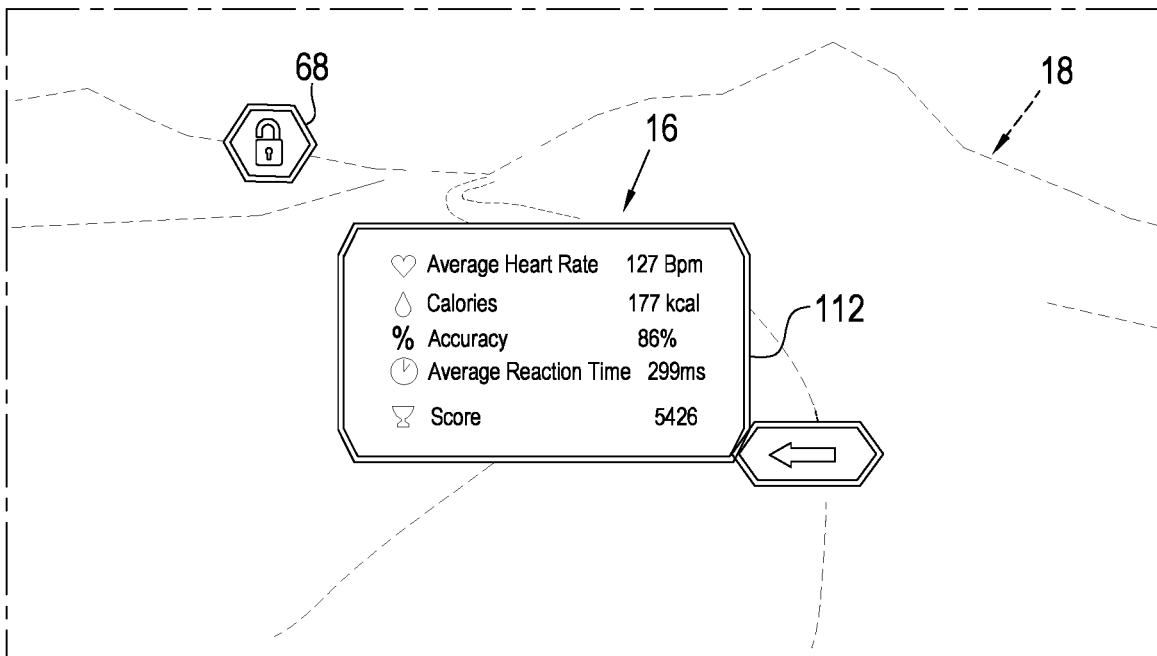 68
18
16
Average Heart Rate 127 Bpm
Calories 177 kcal
112
% Accuracy 86%
Average Reaction Time 299ms
Score 5426